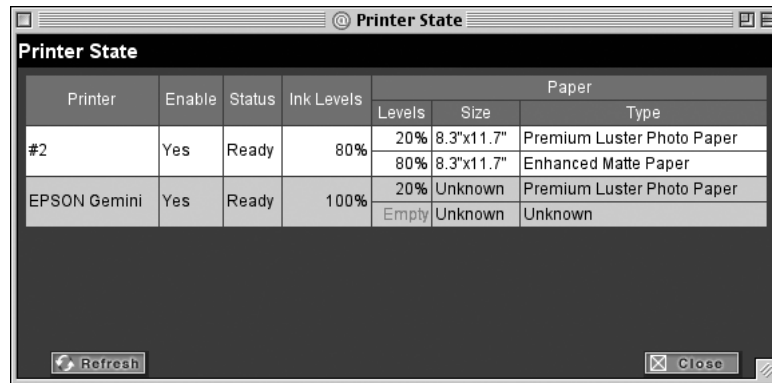 Printer State
Printer State
Printer Enable Status Ink Levels Paper
Levels Size Type
#2 Yes Ready 80% 20% 8.3"x11.7" Premium Luster Photo Paper
80% 8.3"x11.7" Enhanced Matte Paper
EPSON Gemini Yes Ready 100% 20% Unknown Premium Luster Photo Paper
Empty Unknown Unknown
Refresh Close